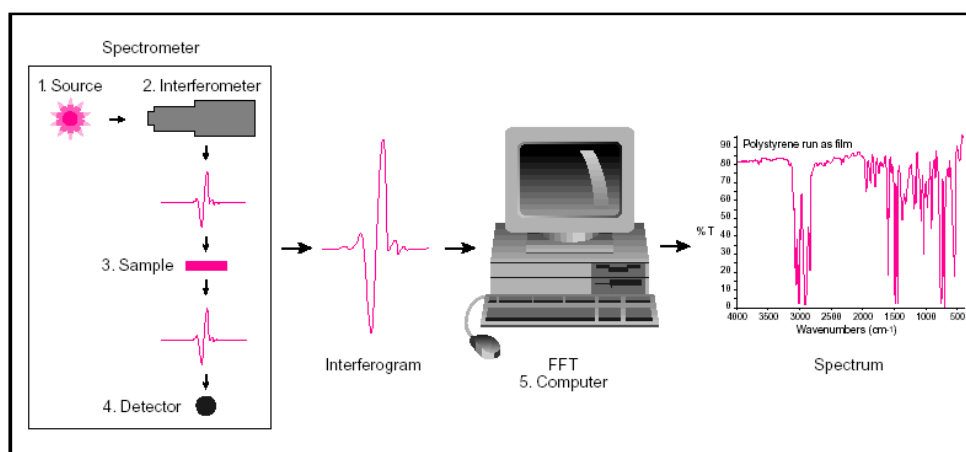 Spectrometer
1. Source
2. Interferometer
3. Sample
4. Detector
Interferogram
FFT
5. Computer
Polystyrene run as film
%T
90
80
70
60
50
40
30
20
10
0
4000 3500 3000 2500 2000 1500 1000 500
Wavenumbers (cm-1)
Spectrum